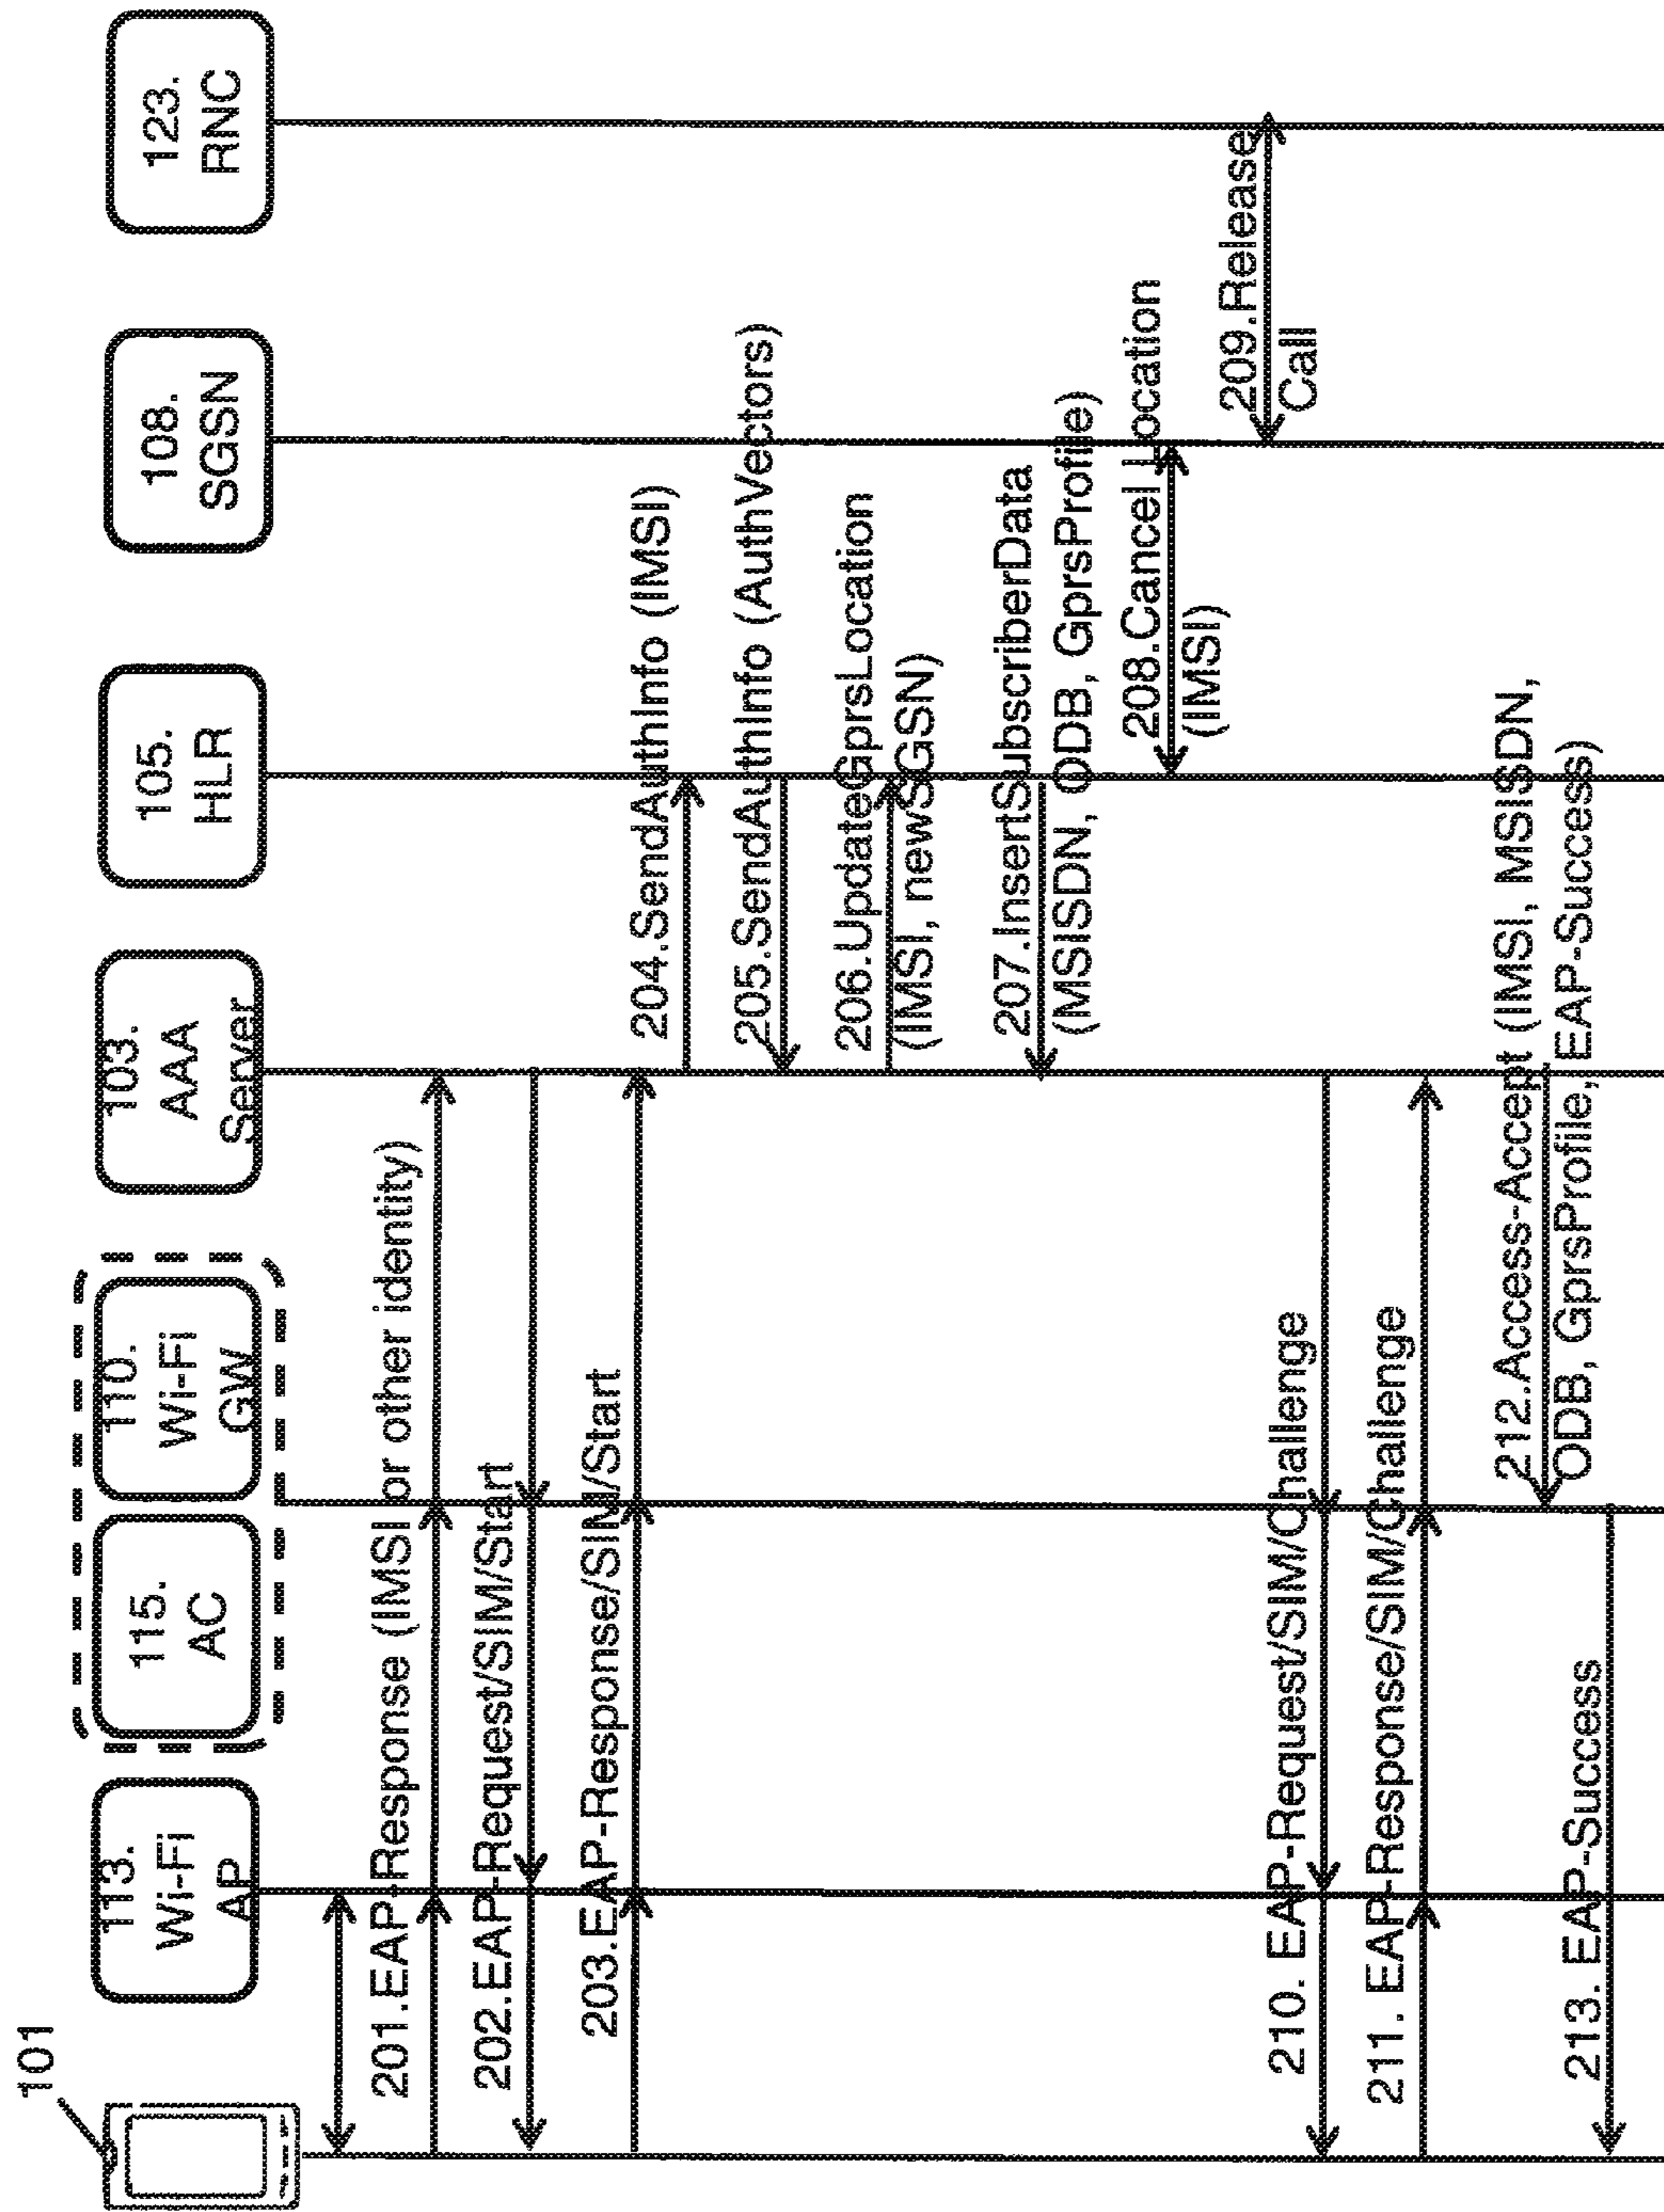 101
113.
Wi-Fi
AP
115.
AC
110.
Wi-Fi
GW
103.
AAA
Server
105.
HLR
108.
SGSN
123.
RNC
201.EAP-Response (IMSI or other identity)
202.EAP-Request/SIM/Start
203.EAP-Response/SIM/Start
204.SendAuthInfo (IMSI)
205.SendAuthInfo (AuthVectors)
206.UpdateGprsLocation
(IMSI, newSGSN)
207.InsertSubscriberData
(MSISDN, ODB, GprsProfile)
208.Cancel Location
(IMSI)
209.Release
Call
210. EAP-Request/SIM/Challenge
211. EAP-Response/SIM/Challenge
212.Access-Accept (IMSI, MSISDN,
ODB, GprsProfile, EAP-Success)
213. EAP-Success